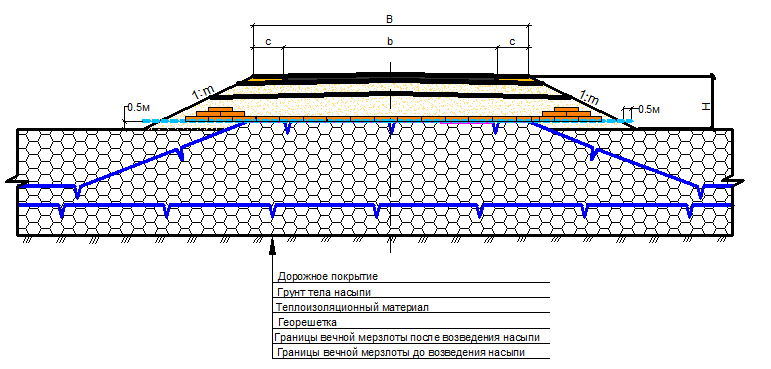 B
c b c
1:m 1:m
0.5м 0.5м
H
Дорожное покрытие
Грунт тела насыпи
Теплоизоляционный материал
Георешетка
Границы вечной мерзлоты после возведения насыпи
Границы вечной мерзлоты до возведения насыпи